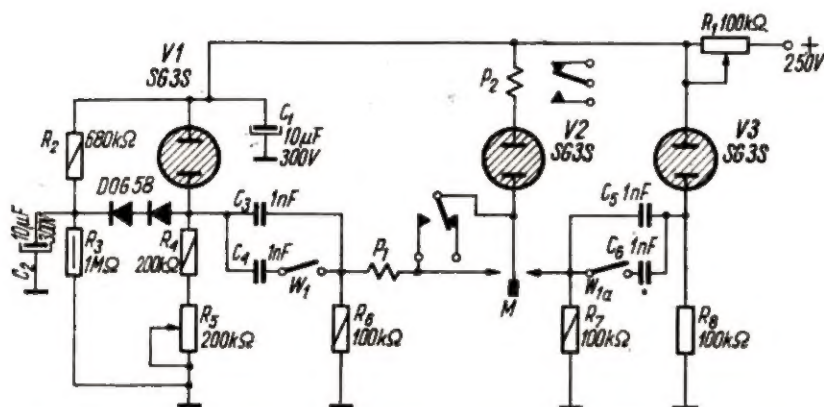 V1
SG3S
R2
680kΩ
C1
10µF
300V
DOG58
10µF
30V
C2
R3
1MΩ
R4
200kΩ
R5
200kΩ
C3 1nF
C4 1nF
W1
R6
100kΩ
P1
P2
V2
SG3S
M
R1 100kΩ
+
250V
V3
SG3S
C5 1nF
C6 1nF
W1a
R7
100kΩ
R8
100kΩ